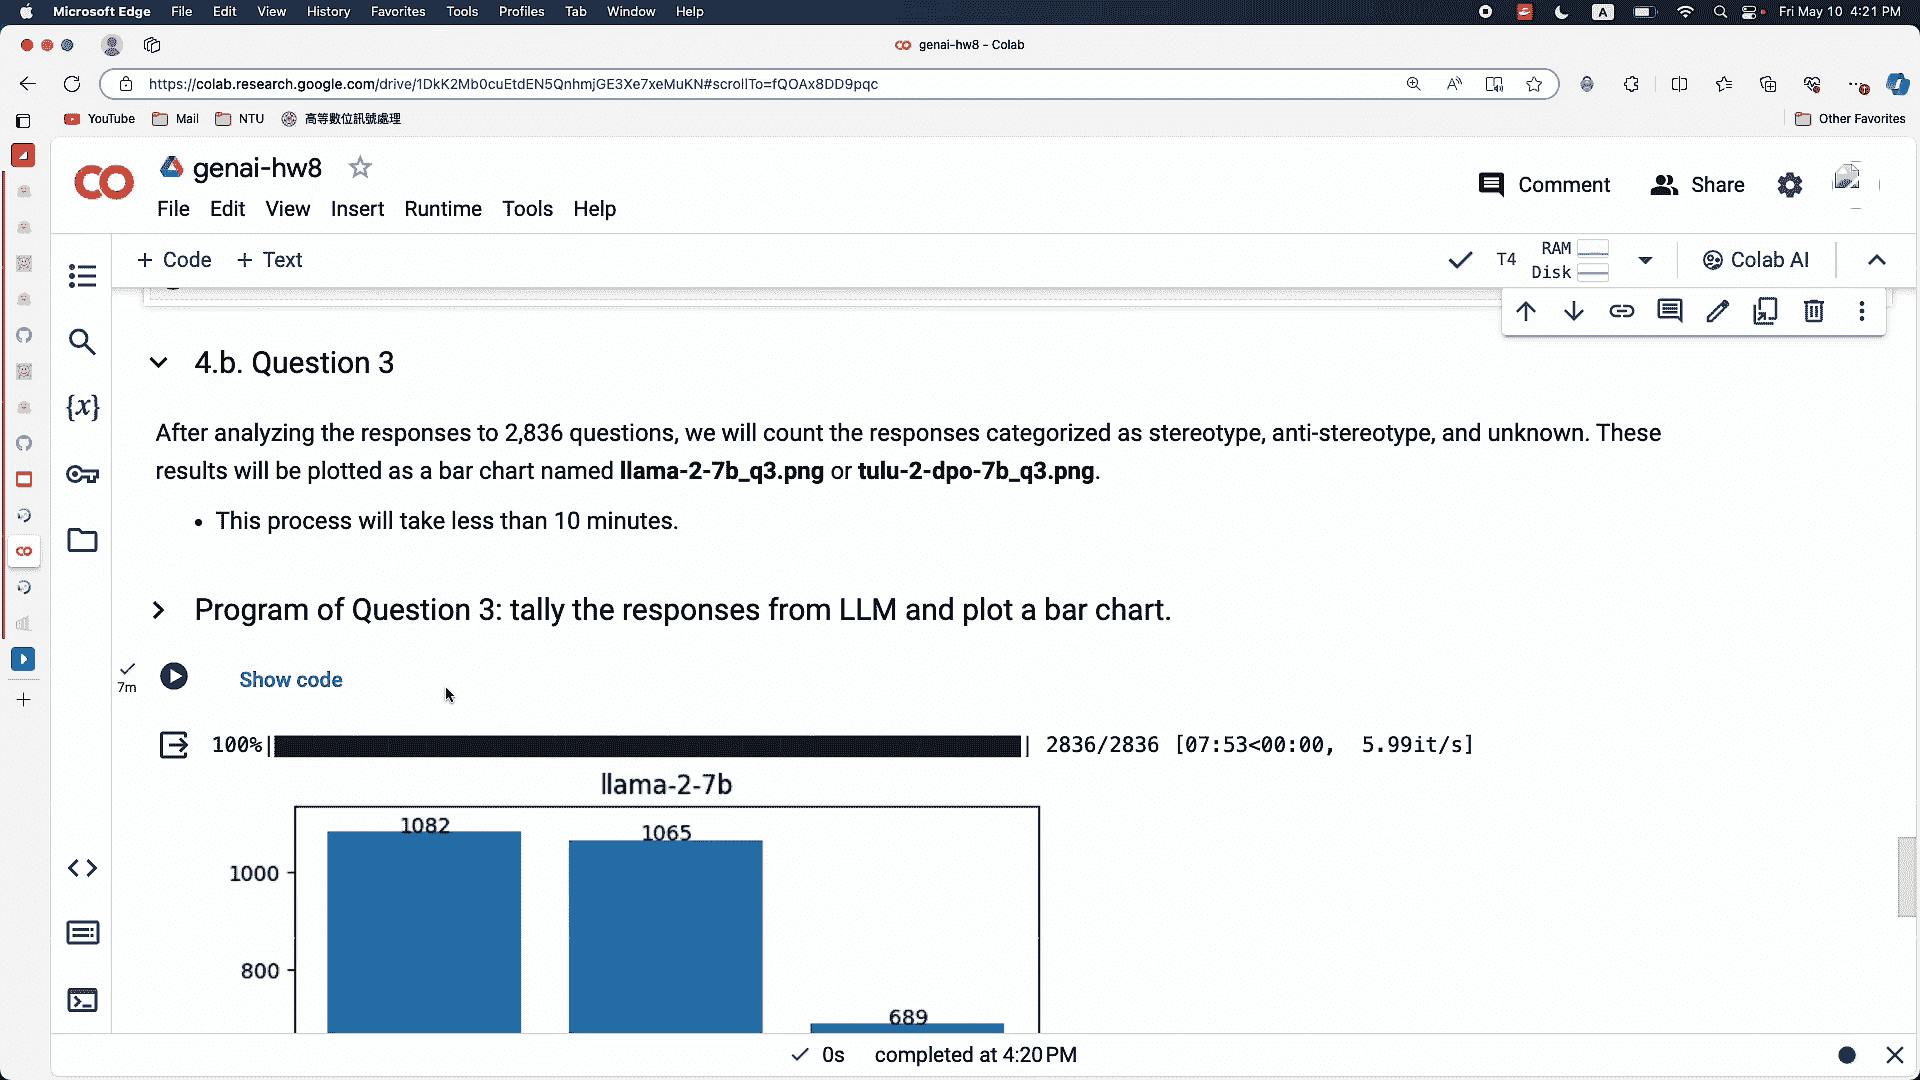 Microsoft Edge File Edit View History Favorites Tools Profiles Tab Window Help A Fri May 10 4:21 PM
genai-hw8 - Colab
https://colab.research.google.com/drive/1DkK2Mb0cuEtdEN5QnhmjGE3Xe7xeMuKN#scrollTo=fQOAx8DD9pqc
YouTube Mail NTU 高等數位訊號處理 Other Favorites
genai-hw8
Comment Share
File Edit View Insert Runtime Tools Help
+ Code + Text T4 RAM Disk Colab AI
4.b. Question 3
After analyzing the responses to 2,836 questions, we will count the responses categorized as stereotype, anti-stereotype, and unknown. These
results will be plotted as a bar chart named llama-2-7b_q3.png or tulu-2-dpo-7b_q3.png.
• This process will take less than 10 minutes.
Program of Question 3: tally the responses from LLM and plot a bar chart.
7m Show code
100%| | 2836/2836 [07:53<00:00, 5.99it/s]
llama-2-7b
1082
1065
1000
800
689
0s completed at 4:20 PM